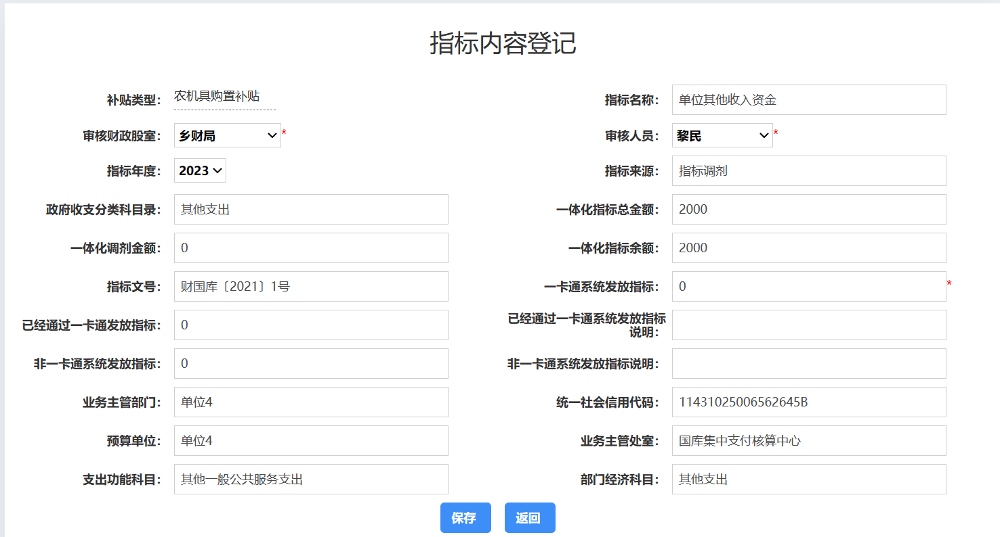 指标内容登记
补贴类型： 农机具购置补贴 指标名称： 单位其他收入资金
审核财政股室： 乡财局 * 审核人员： 黎民 *
指标年度： 2023 指标来源： 指标调剂
政府收支分类科目录： 其他支出 一体化指标总金额： 2000
一体化调剂金额： 0 一体化指标余额： 2000
指标文号： 财国库〔2021〕1号 一卡通系统发放指标： 0 *
已经通过一卡通发放指标： 0 已经通过一卡通系统发放指标
说明：
非一卡通系统发放指标： 0 非一卡通系统发放指标说明：
业务主管部门： 单位4 统一社会信用代码： 11431025006562645B
预算单位： 单位4 业务主管处室： 国库集中支付核算中心
支出功能科目： 其他一般公共服务支出 部门经济科目： 其他支出
保存 返回